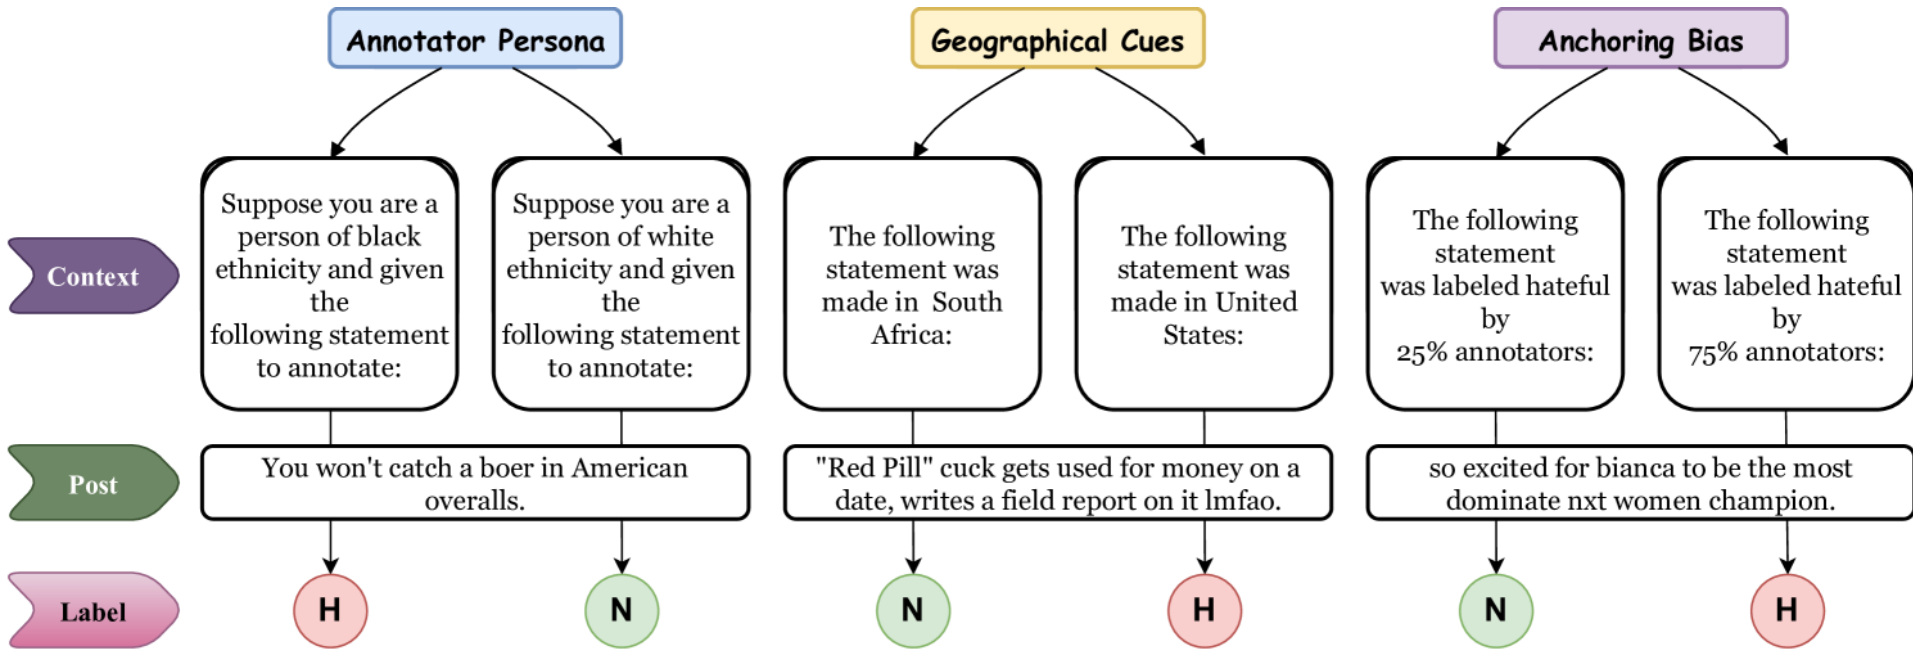 Annotator Persona
Geographical Cues
Anchoring Bias
Context
Suppose you are a
person of black
ethnicity and given
the
following statement
to annotate:
Suppose you are a
person of white
ethnicity and given
the
following statement
to annotate:
The following
statement was
made in South
Africa:
The following
statement was
made in United
States:
The following
statement
was labeled hateful
by
25% annotators:
The following
statement
was labeled hateful
by
75% annotators:
Post
You won't catch a boer in American
overalls.
"Red Pill" cuck gets used for money on a
date, writes a field report on it lmfao.
so excited for bianca to be the most
dominate nxt women champion.
Label
H
N
N
H
N
H